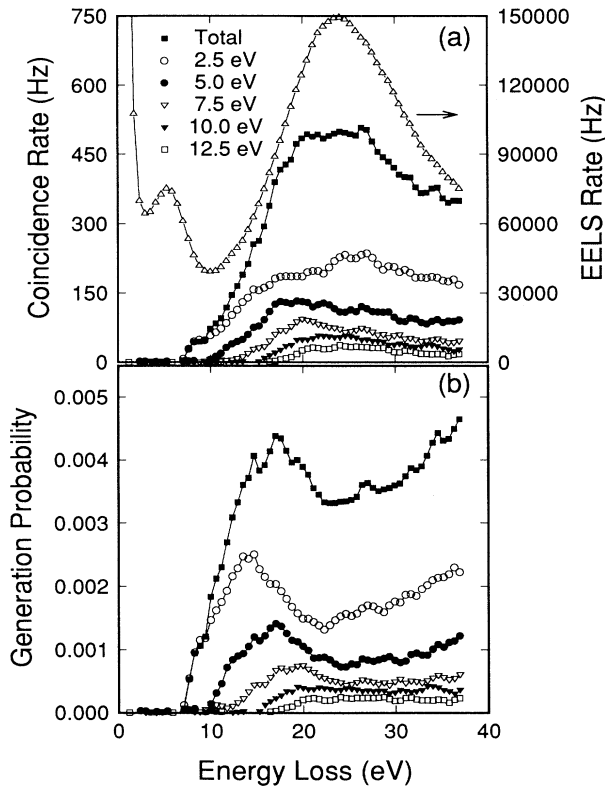 750
600
450
300
150
0
Coincidence Rate (Hz)
Total
2.5 eV
5.0 eV
7.5 eV
10.0 eV
12.5 eV
(a)
150000
120000
90000
60000
30000
0
EELS Rate (Hz)
(b)
0.005
0.004
0.003
0.002
0.001
0.000
Generation Probability
0
10
20
30
40
Energy Loss (eV)